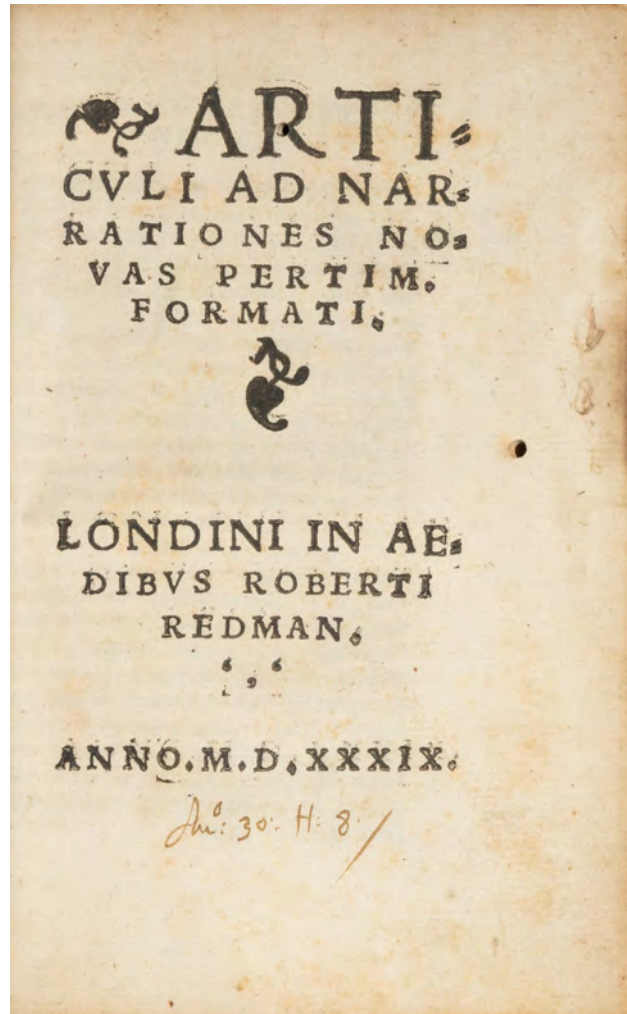 ❧ ARTI⸗
CVLI AD NAR⸗
RATIONES NO⸗
VAS PERTIM.
FORMATI.
LONDINI IN AE⸗
DIBVS ROBERTI
REDMAN.
ANNO.M.D.XXXIX.
An⁰: 30. H: 8. /